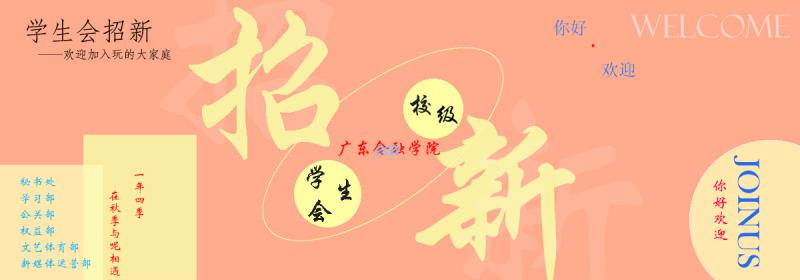 学生会招新
——欢迎加入玩的大家庭
你好
欢迎
WELCOME
招新
校级
广东金融学院
学生会
秘书处
学习部
公关部
权益部
文艺体育部
新媒体运营部
一年四季
在秋季与呢相遇
JOINUS
你好欢迎